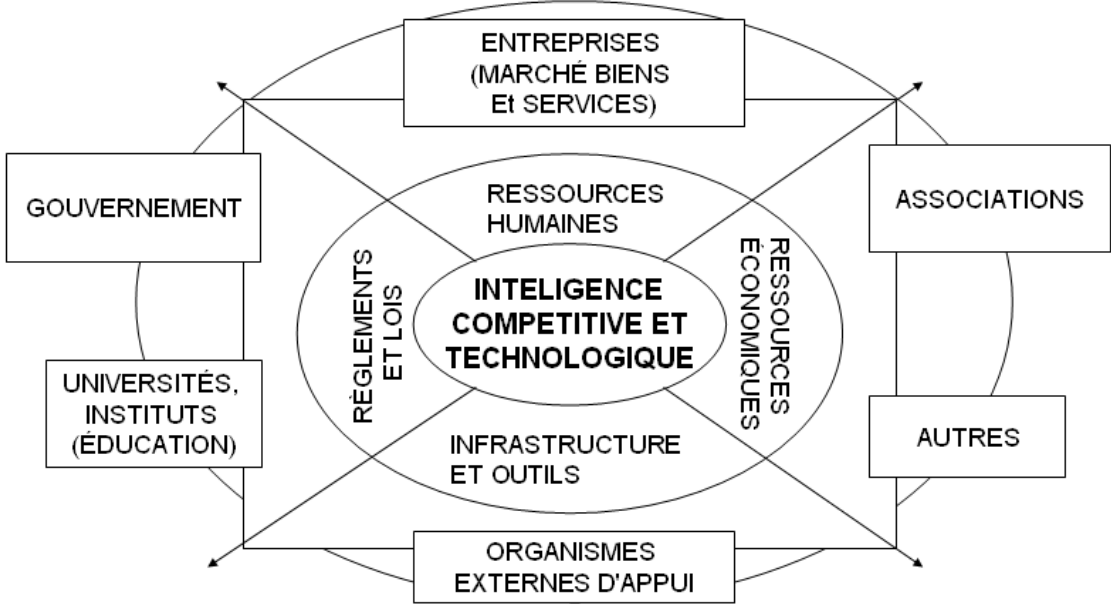 ENTREPRISES
(MARCHÉ BIENS
Et SERVICES)
GOUVERNEMENT
ASSOCIATIONS
RESSOURCES
HUMAINES
RÈGLEMENTS
ET LOIS
INTELIGENCE
COMPETITIVE ET
TECHNOLOGIQUE
RESSOURCES
ÉCONOMIQUES
UNIVERSITÉS,
INSTITUTS
(ÉDUCATION)
INFRASTRUCTURE
ET OUTILS
AUTRES
ORGANISMES
EXTERNES D'APPUI